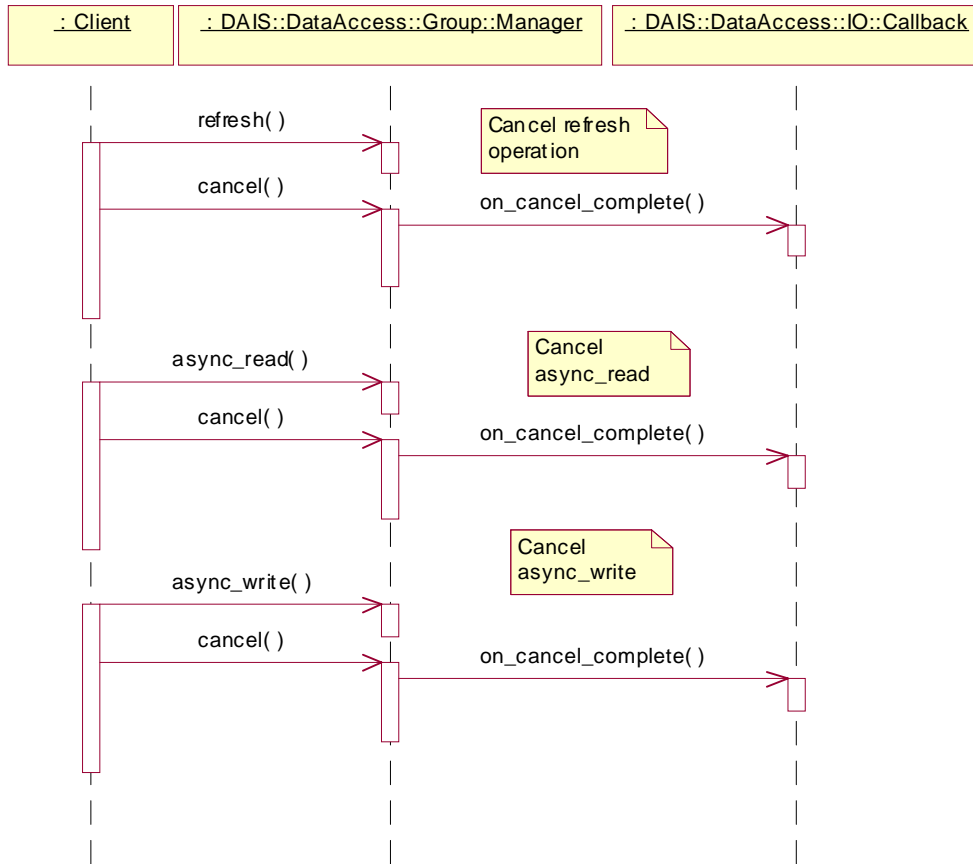 : Client
: DAIS::DataAccess::Group::Manager
: DAIS::DataAccess::IO::Callback
refresh( )
Cancel refresh
operation
cancel( )
on_cancel_complete( )
async_read( )
Cancel
async_read
cancel( )
on_cancel_complete( )
Cancel
async_write
async_write( )
cancel( )
on_cancel_complete( )